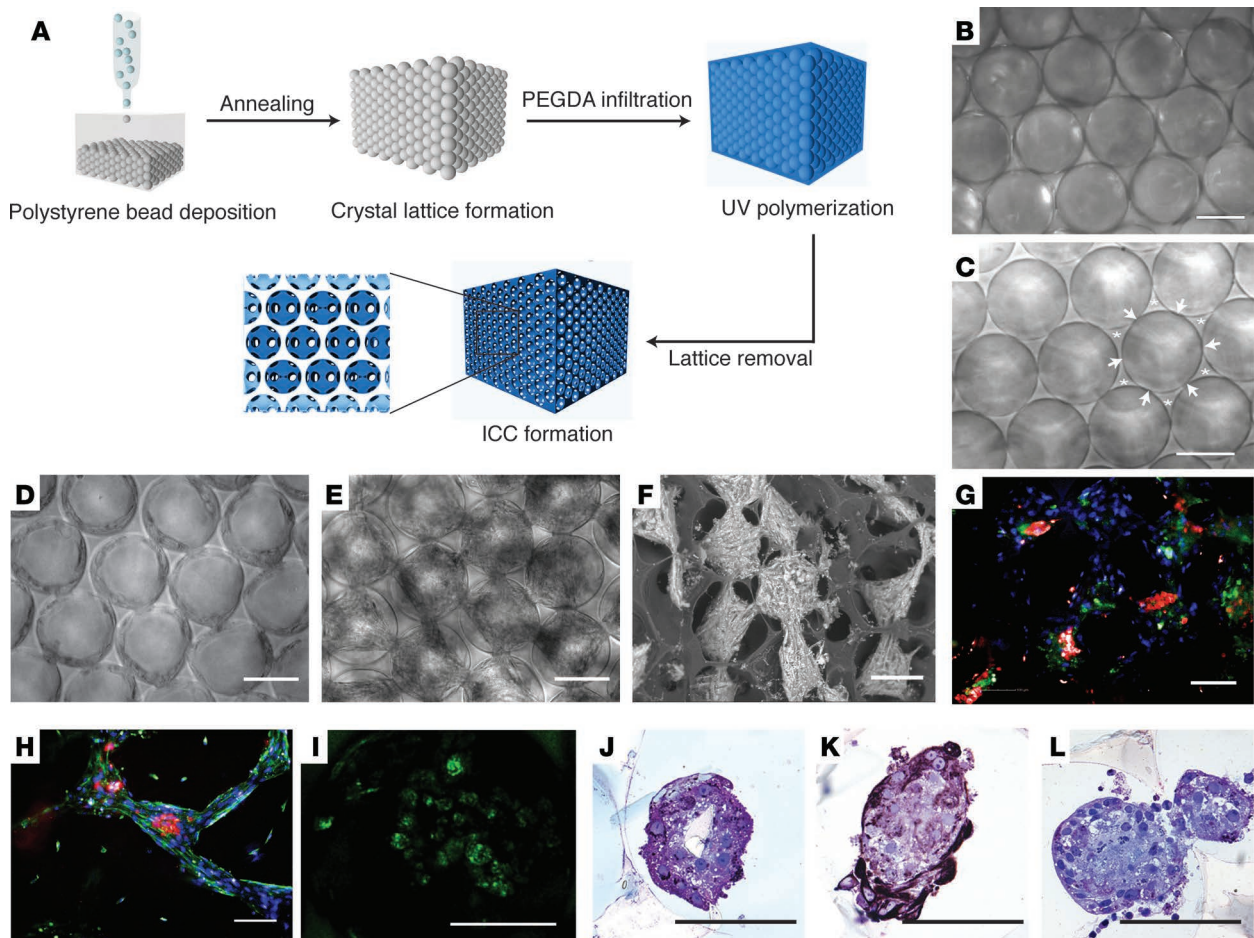 A
Annealing
PEGDA infiltration
Polystyrene bead deposition
Crystal lattice formation
UV polymerization
Lattice removal
ICC formation
B
C
*
*
*
*
*
*
D
E
F
G
H
I
J
K
L